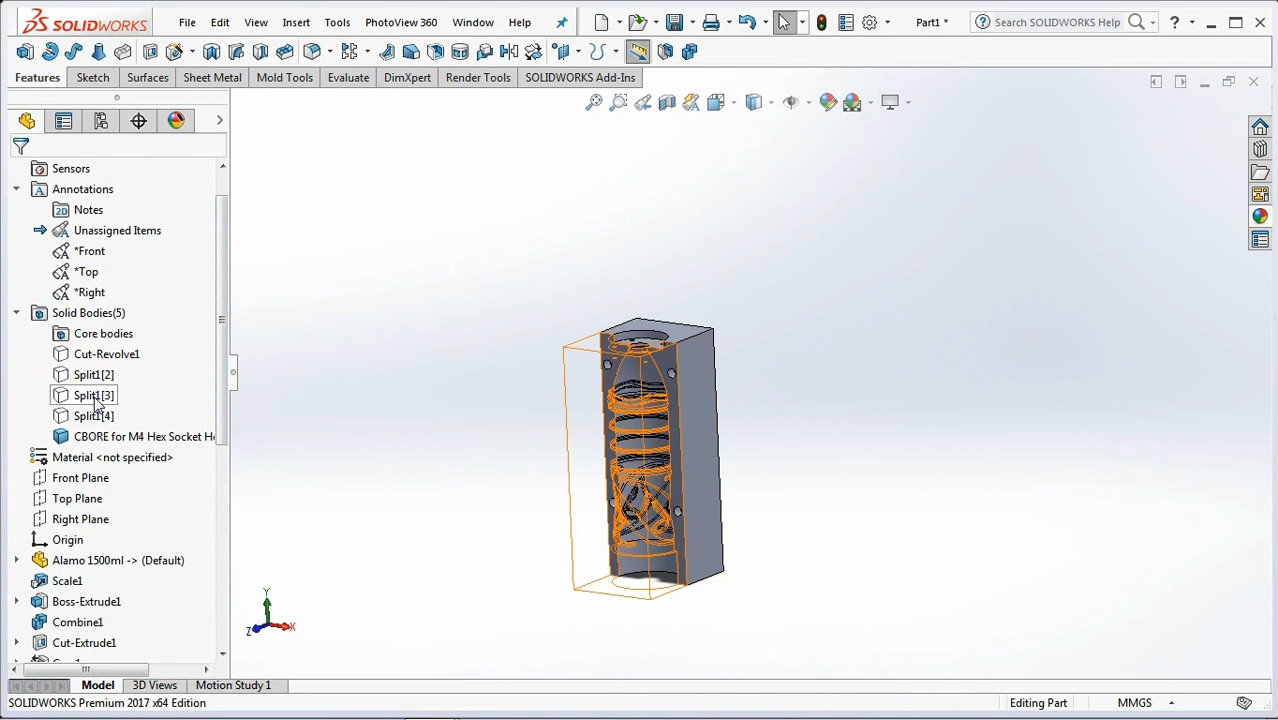 SOLIDWORKS File Edit View Insert Tools PhotoView 360 Window Help Part1 * Search SOLIDWORKS Help ?
Features Sketch Surfaces Sheet Metal Mold Tools Evaluate DimXpert Render Tools SOLIDWORKS Add-Ins
Sensors
Annotations
Notes
Unassigned Items
*Front
*Top
*Right
Solid Bodies(5)
Core bodies
Cut-Revolve1
Split1[2]
Split1[3]
Split1[4]
CBORE for M4 Hex Socket He
Material <not specified>
Front Plane
Top Plane
Right Plane
Origin
Alamo 1500ml -> (Default)
Scale1
Boss-Extrude1
Combine1
Cut-Extrude1
Y
Z X
Model 3D Views Motion Study 1
SOLIDWORKS Premium 2017 x64 Edition Editing Part MMGS